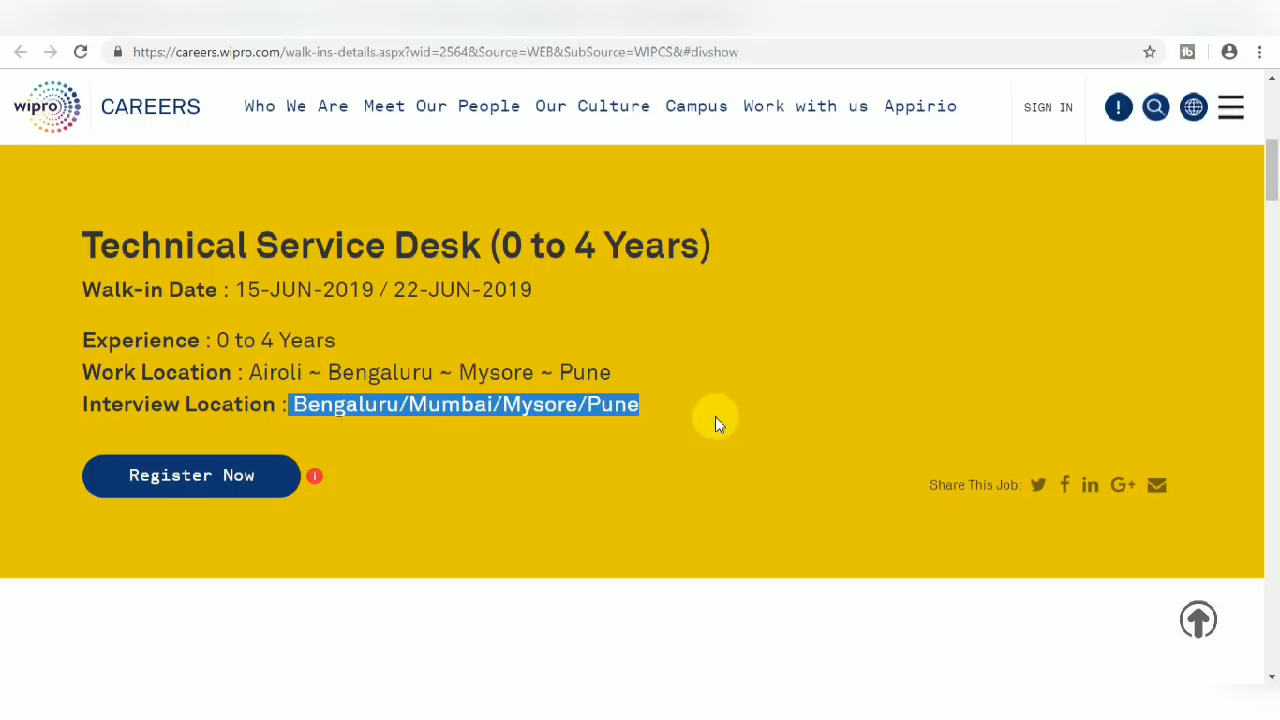 https://careers.wipro.com/walk-ins-details.aspx?wid=2564&Source=WEB&SubSource=WIPCS&#divshow
wipro CAREERS Who We Are Meet Our People Our Culture Campus Work with us Appirio SIGN IN
Technical Service Desk (0 to 4 Years)
Walk-in Date : 15-JUN-2019 / 22-JUN-2019
Experience : 0 to 4 Years
Work Location : Airoli ~ Bengaluru ~ Mysore ~ Pune
Interview Location : Bengaluru/Mumbai/Mysore/Pune
Register Now
Share This Job: G+